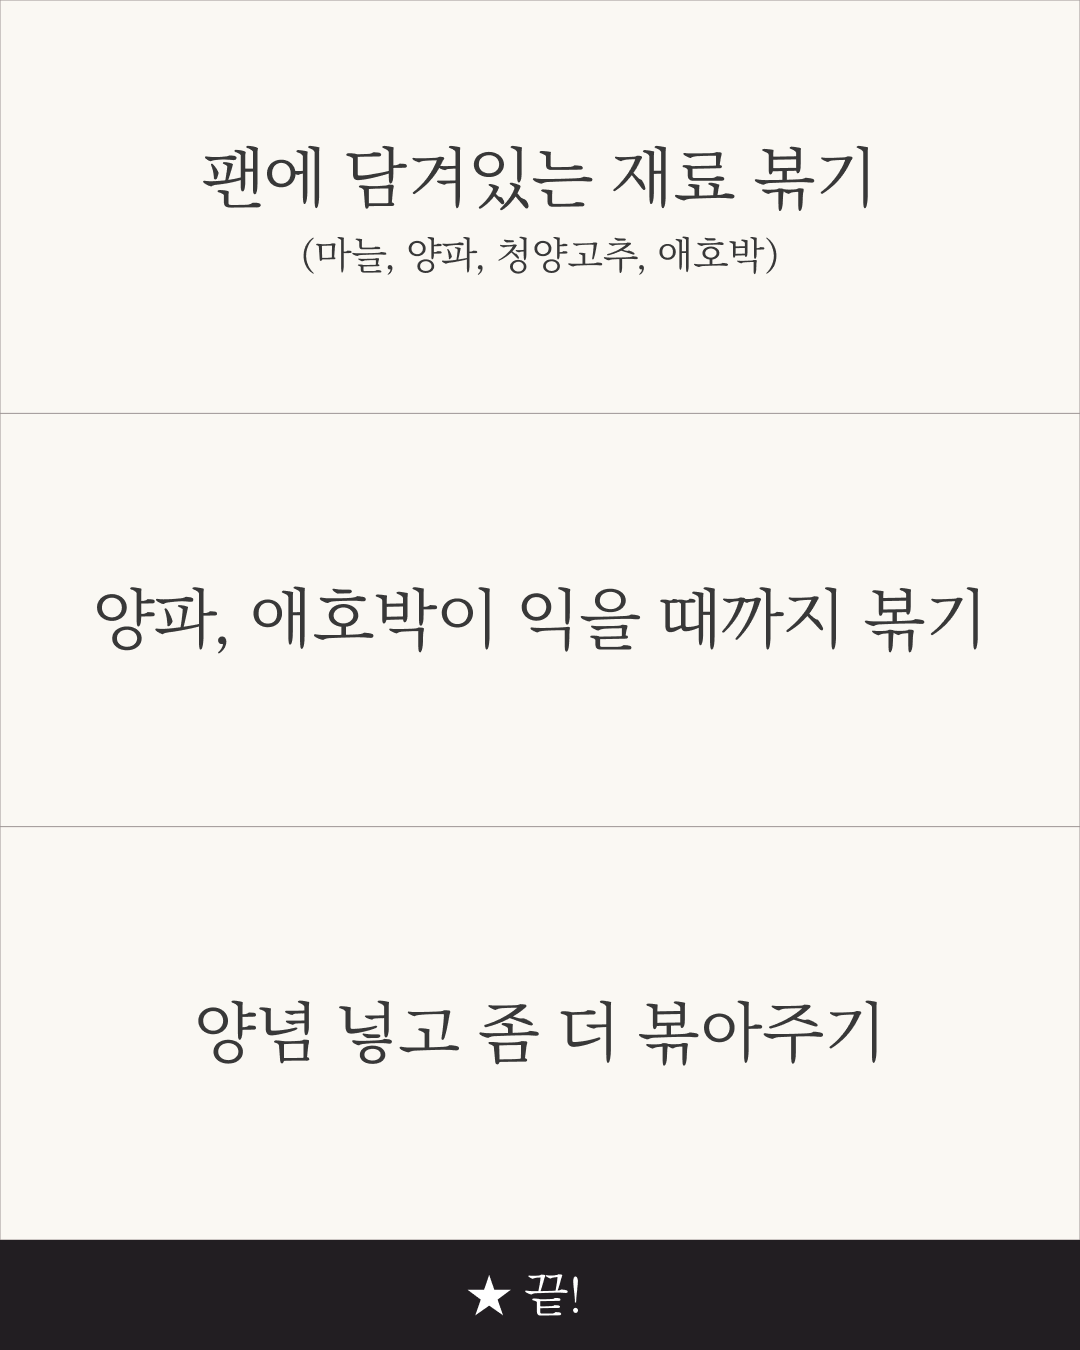 팬에 담겨있는 재료 볶기
(마늘, 양파, 청양고추, 애호박)
양파, 애호박이 익을 때까지 볶기
양념 넣고 좀 더 볶아주기
★ 끝!